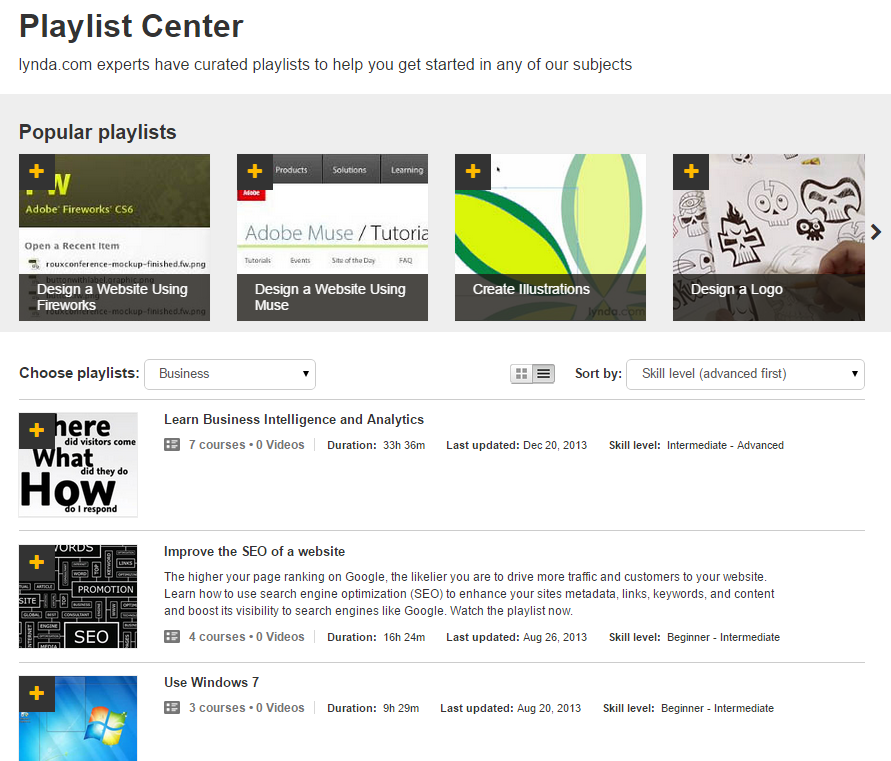 Playlist Center
lynda.com experts have curated playlists to help you get started in any of our subjects
Popular playlists
FW
Adobe® Fireworks® CS6
Open a Recent Item
rouxconference-mockup-finished.fw.png
Design a Website Using
Fireworks
Products Solutions Learning
Adobe
Adobe Muse / Tutoria
Tutorials Events Site of the Day FAQ
Design a Website Using
Muse
Create Illustrations
lynda.com
Design a Logo
Choose playlists: Business
Sort by: Skill level (advanced first)
here
did visitors come
What
did they do
How
do I respond
Learn Business Intelligence and Analytics
7 courses • 0 Videos Duration: 33h 36m Last updated: Dec 20, 2013 Skill level: Intermediate - Advanced
WORDS
LINKS
PROMOTION
SITE
SEO
Improve the SEO of a website
The higher your page ranking on Google, the likelier you are to drive more traffic and customers to your website.
Learn how to use search engine optimization (SEO) to enhance your sites metadata, links, keywords, and content
and boost its visibility to search engines like Google. Watch the playlist now.
4 courses • 0 Videos Duration: 16h 24m Last updated: Aug 26, 2013 Skill level: Beginner - Intermediate
Use Windows 7
3 courses • 0 Videos Duration: 9h 29m Last updated: Aug 20, 2013 Skill level: Beginner - Intermediate